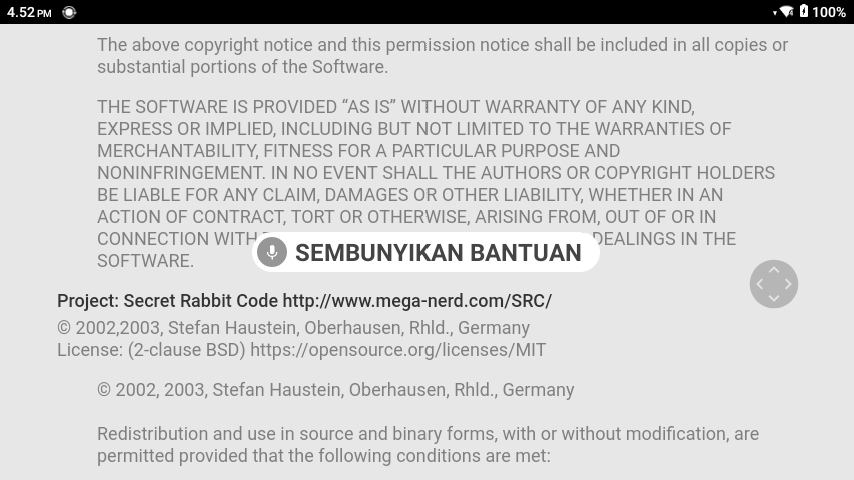 4.52 PM
100%
The above copyright notice and this permission notice shall be included in all copies or
substantial portions of the Software.
THE SOFTWARE IS PROVIDED “AS IS” WITHOUT WARRANTY OF ANY KIND,
EXPRESS OR IMPLIED, INCLUDING BUT NOT LIMITED TO THE WARRANTIES OF
MERCHANTABILITY, FITNESS FOR A PARTICULAR PURPOSE AND
NONINFRINGEMENT. IN NO EVENT SHALL THE AUTHORS OR COPYRIGHT HOLDERS
BE LIABLE FOR ANY CLAIM, DAMAGES OR OTHER LIABILITY, WHETHER IN AN
ACTION OF CONTRACT, TORT OR OTHERWISE, ARISING FROM, OUT OF OR IN
CONNECTION WITH DEALINGS IN THE
SEMBUNYIKAN BANTUAN
SOFTWARE.
Project: Secret Rabbit Code http://www.mega-nerd.com/SRC/
© 2002,2003, Stefan Haustein, Oberhausen, Rhld., Germany
License: (2-clause BSD) https://opensource.org/licenses/MIT
© 2002, 2003, Stefan Haustein, Oberhausen, Rhld., Germany
Redistribution and use in source and binary forms, with or without modification, are
permitted provided that the following conditions are met: